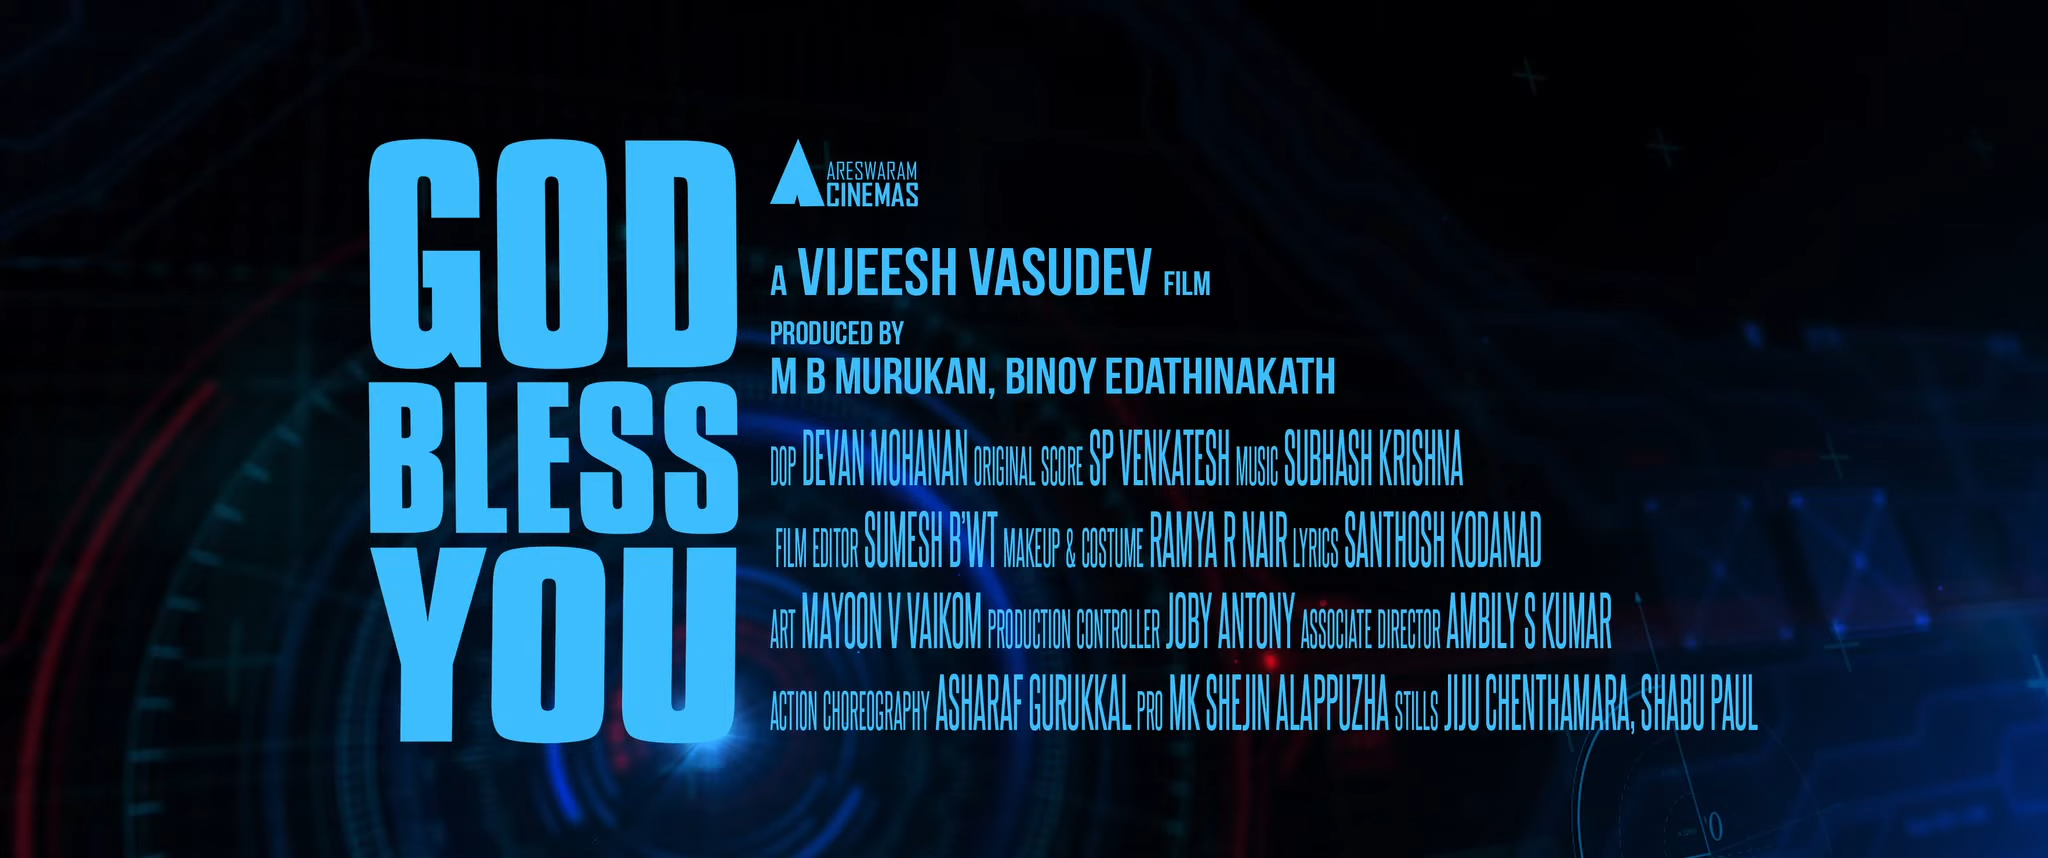 GOD
BLESS
YOU
ARESWARAM
CINEMAS
A VIJEESH VASUDEV FILM
PRODUCED BY
M B MURUKAN, BINOY EDATHINAKATH
DOP DEVAN MOHANAN ORIGINAL SCORE SP VENKATESH MUSIC SUBHASH KRISHNA
FILM EDITOR SUMESH B'WT MAKEUP & COSTUME RAMYA R NAIR LYRICS SANTHOSH KODANAD
ART MAYOON V VAIKOM PRODUCTION CONTROLLER JOBY ANTONY ASSOCIATE DIRECTOR AMBILY S KUMAR
ACTION CHOREOGRAPHY ASHARAF GURUKKAL PRO MK SHEJIN ALAPPUZHA STILLS JIJU CHENTHAMARA, SHABU PAUL